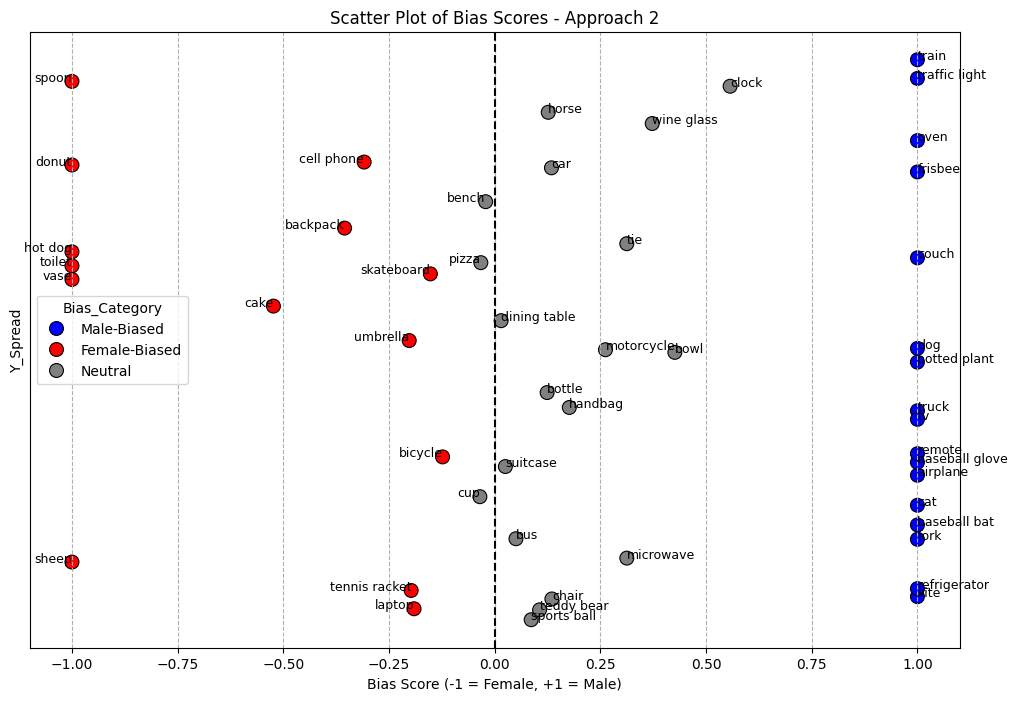 Scatter Plot of Bias Scores - Approach 2
train
traffic light
spoon
clock
horse
wine glass
oven
cell phone
donut
car
frisbee
bench
backpack
tie
hot dog
couch
pizza
toilet
skateboard
vase
cake
Bias_Category
Male-Biased
Female-Biased
Neutral
Y_Spread
dining table
umbrella
motorcycle
bowl
dog
potted plant
bottle
handbag
truck
tv
bicycle
remote
suitcase
baseball glove
airplane
cup
cat
baseball bat
bus
fork
sheep
microwave
tennis racket
refrigerator
chair
kite
laptop
teddy bear
sports ball
−1.00
−0.75
−0.50
−0.25
0.00
0.25
0.50
0.75
1.00
Bias Score (-1 = Female, +1 = Male)